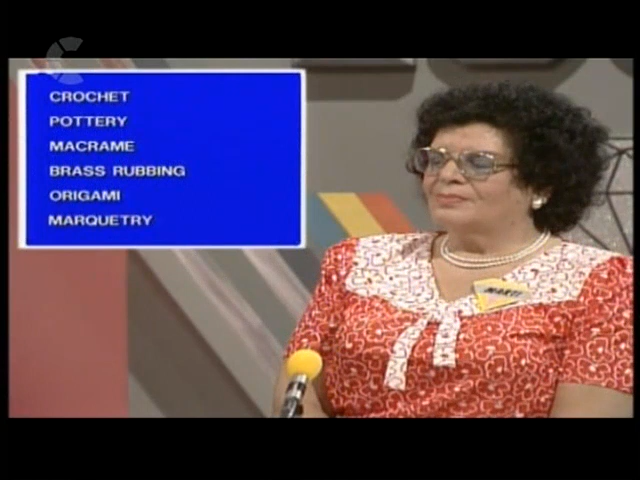 CROCHET
POTTERY
MACRAME
BRASS RUBBING
ORIGAMI
MARQUETRY